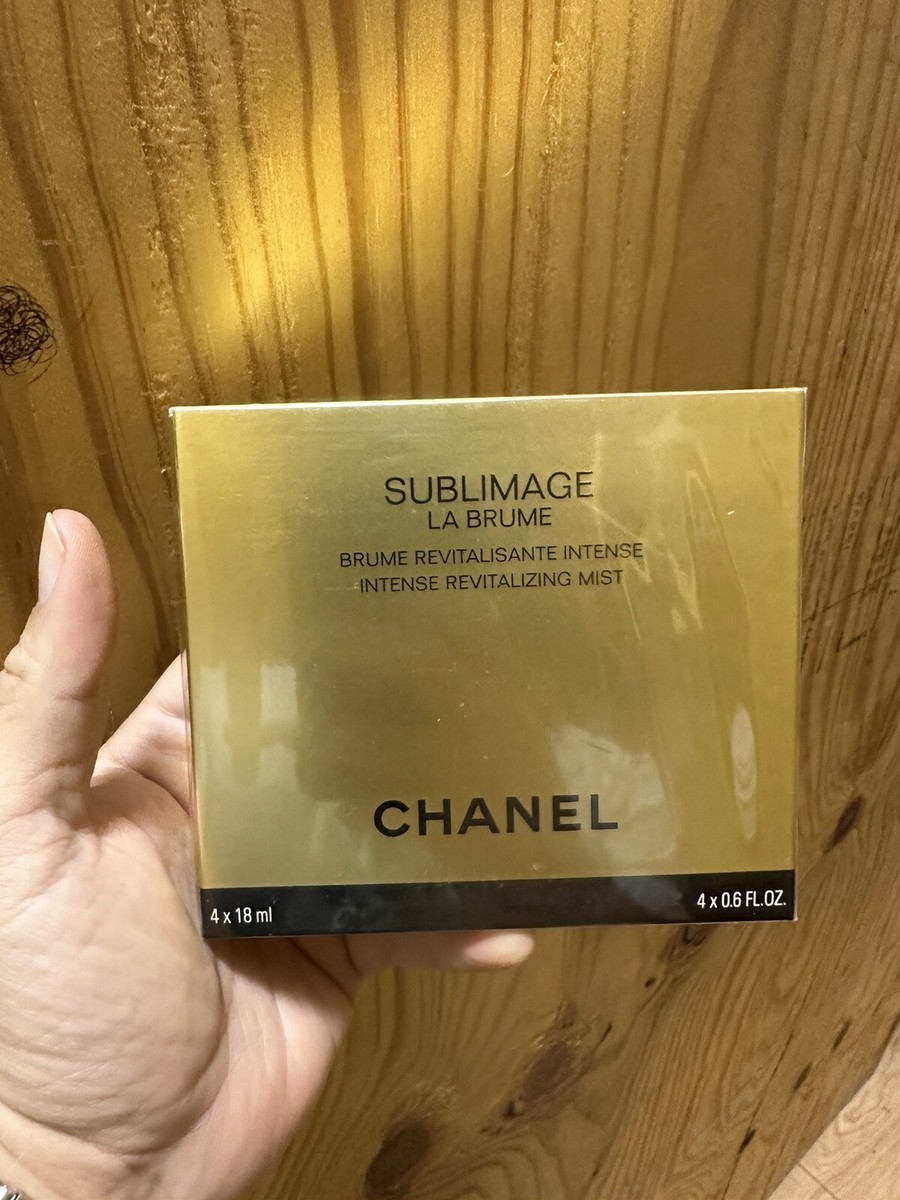 SUBLIMAGE
LA BRUME
BRUME REVITALISANTE INTENSE
INTENSE REVITALIZING MIST
CHANEL
4 x 18 ml
4 x 0.6 FL.OZ.